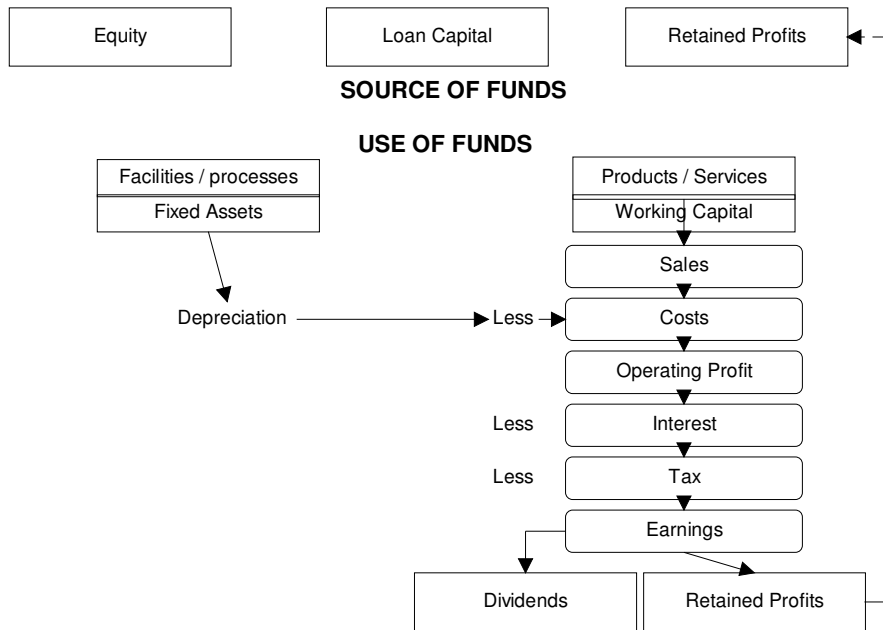 Equity Loan Capital Retained Profits
SOURCE OF FUNDS
USE OF FUNDS
Facilities / processes Products / Services
Fixed Assets Working Capital
Sales
Depreciation Less Costs
Operating Profit
Less Interest
Less Tax
Earnings
Dividends Retained Profits